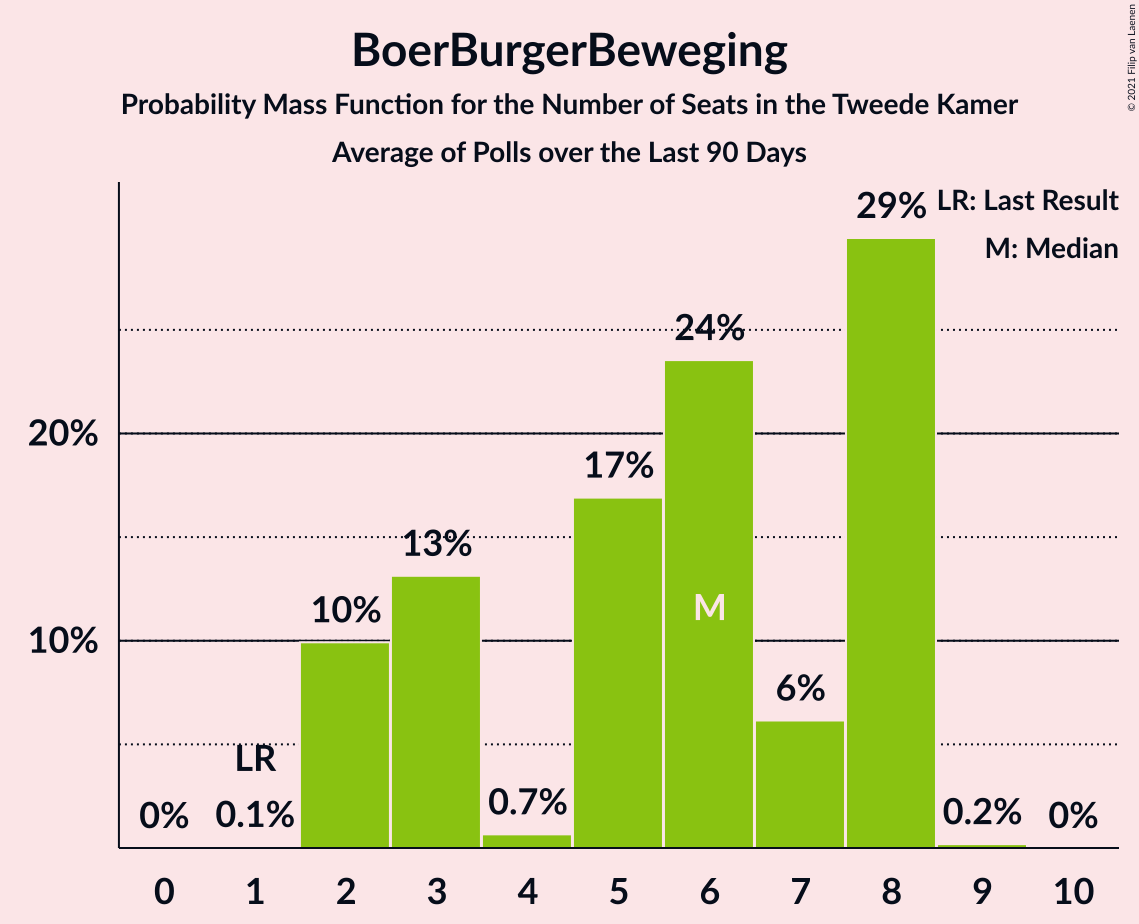 BoerBurgerBeweging
Probability Mass Function for the Number of Seats in the Tweede Kamer
Average of Polls over the Last 90 Days
© 2021 Filip van Laenen
LR: Last Result
M: Median
20%
10%
0%
0.1%
LR
10%
13%
0.7%
17%
24%
M
6%
29%
0.2%
0%
0 1 2 3 4 5 6 7 8 9 10